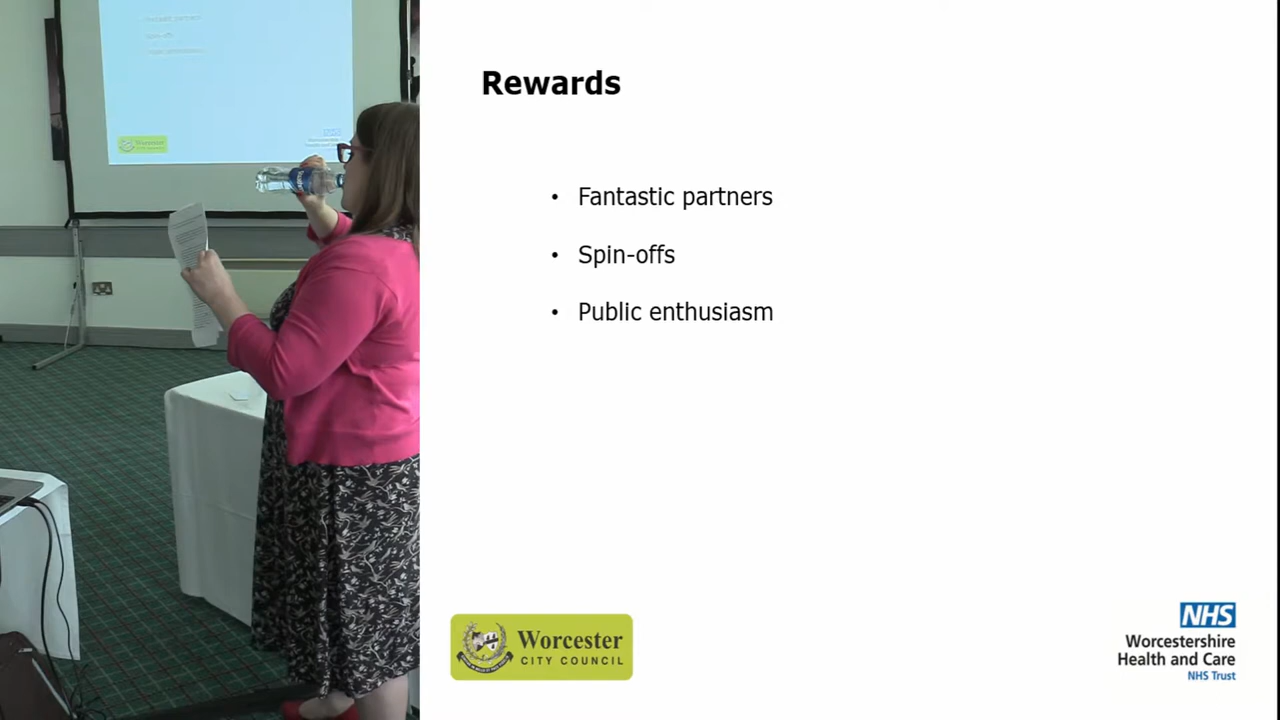 Rewards
• Fantastic partners
• Spin-offs
• Public enthusiasm
Worcester
CITY COUNCIL
NHS
Worcestershire
Health and Care
NHS Trust